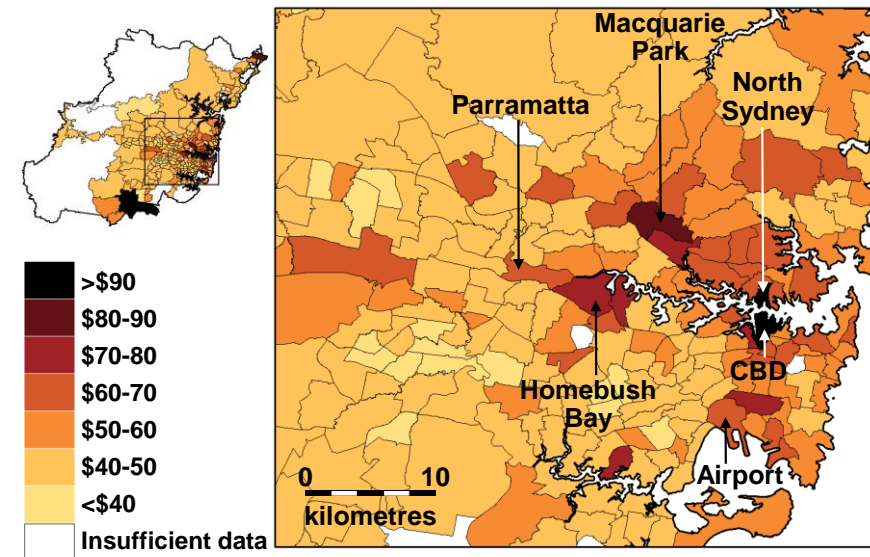 Macquarie
Park
North
Sydney
Parramatta
>$90
$80-90
$70-80
$60-70
$50-60
$40-50
<$40
Insufficient data
CBD
Homebush
Bay
Airport
0 10
kilometres